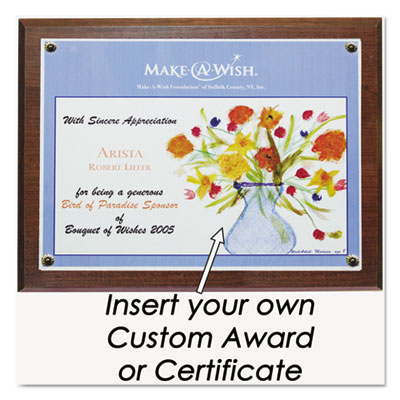 MAKE-A-WISH.
Make-A-Wish Foundation® of Suffolk County, NY, Inc.
With Sincere Appreciation
ARISTA
ROBERT LIEFER
for being a generous
Bird of Paradise Sponsor
of
Bouquet of Wishes 2005
Insert your own
Custom Award
or Certificate